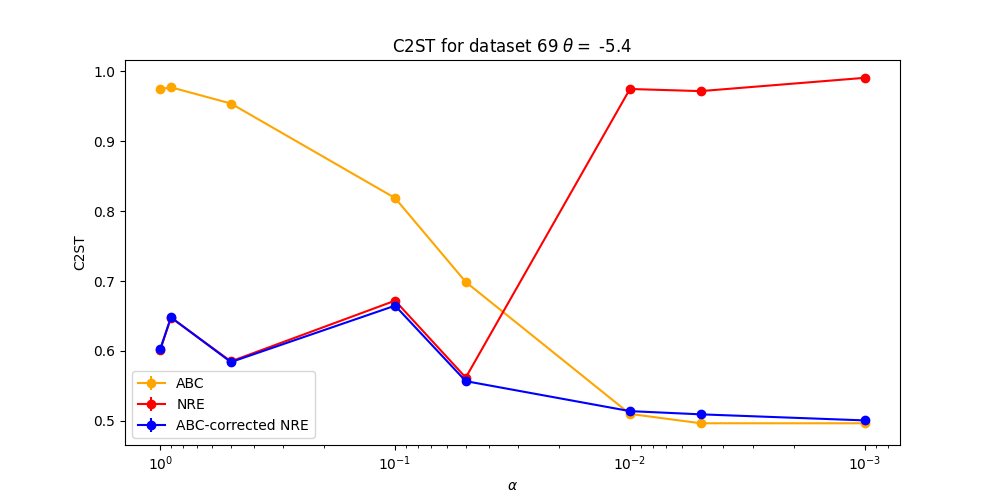 C2ST for dataset 69 θ = -5.4
C2ST
1.0
0.9
0.8
0.7
0.6
0.5
ABC
NRE
ABC-corrected NRE
10⁰
10⁻¹
10⁻²
10⁻³
α